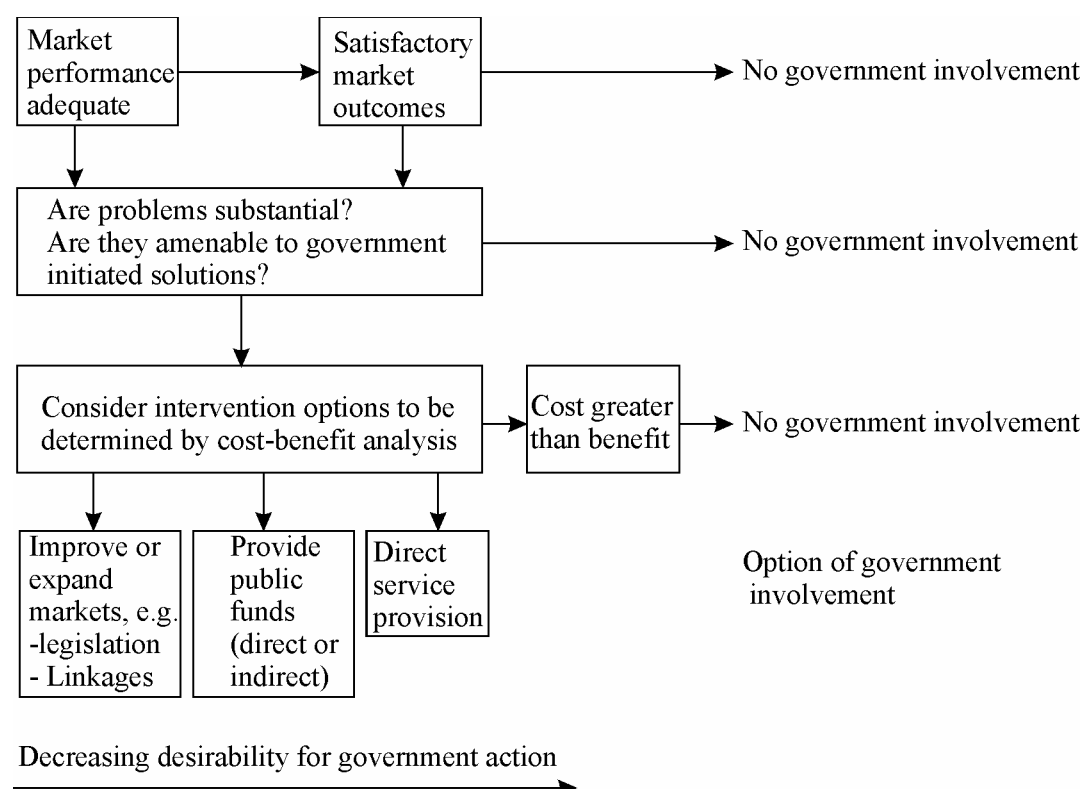 Market
performance
adequate
Satisfactory
market
outcomes
No government involvement
Are problems substantial?
Are they amenable to government
initiated solutions?
No government involvement
Consider intervention options to be
determined by cost-benefit analysis
Cost greater
than benefit
No government involvement
Improve or
expand
markets, e.g.
-legislation
- Linkages
Provide
public
funds
(direct or
indirect)
Direct
service
provision
Option of government
involvement
Decreasing desirability for government action